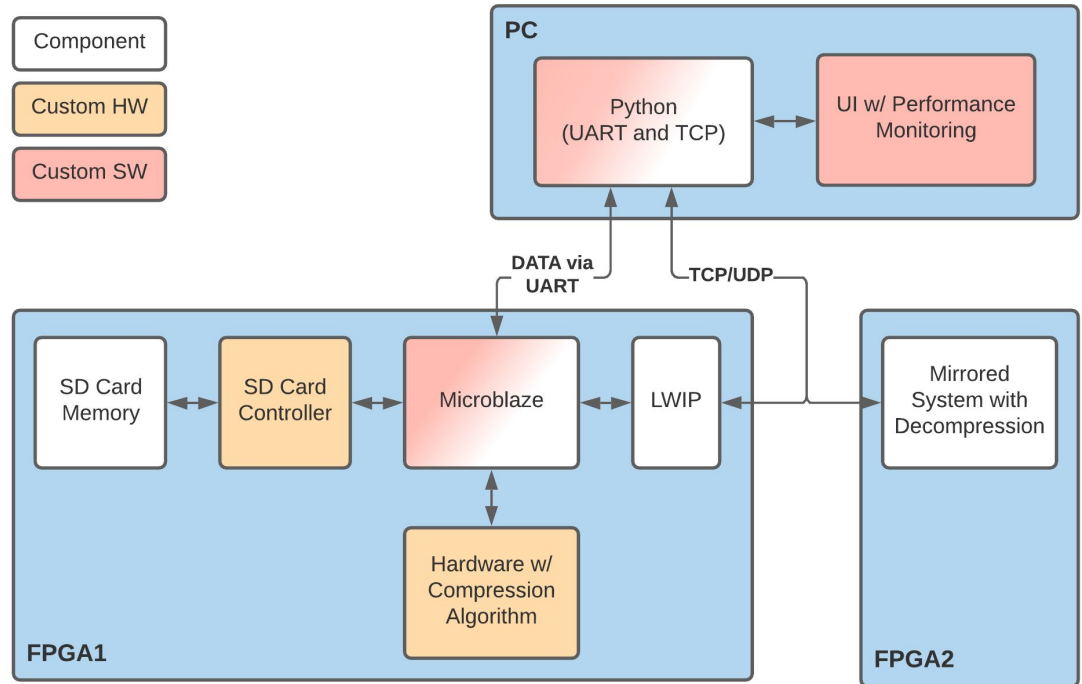 Component
Custom HW
Custom SW
PC
Python
(UART and TCP)
UI w/ Performance
Monitoring
DATA via
UART
TCP/UDP
SD Card
Memory
SD Card
Controller
Microblaze
LWIP
Mirrored
System with
Decompression
Hardware w/
Compression
Algorithm
FPGA1
FPGA2